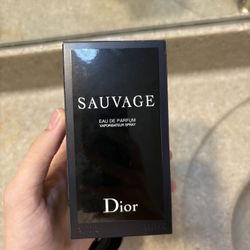 SAUVAGE
EAU DE PARFUM
VAPORISATEUR SPRAY
Dior